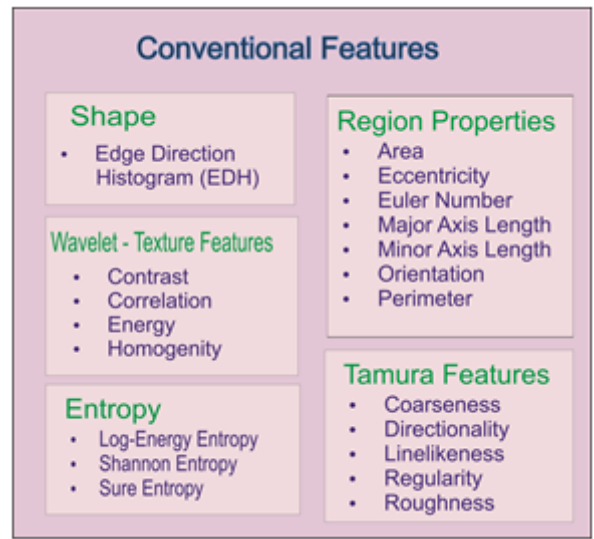 Conventional Features
Shape
• Edge Direction
Histogram (EDH)
Wavelet - Texture Features
• Contrast
• Correlation
• Energy
• Homogenity
Entropy
• Log-Energy Entropy
• Shannon Entropy
• Sure Entropy
Region Properties
• Area
• Eccentricity
• Euler Number
• Major Axis Length
• Minor Axis Length
• Orientation
• Perimeter
Tamura Features
• Coarseness
• Directionality
• Linelikeness
• Regularity
• Roughness